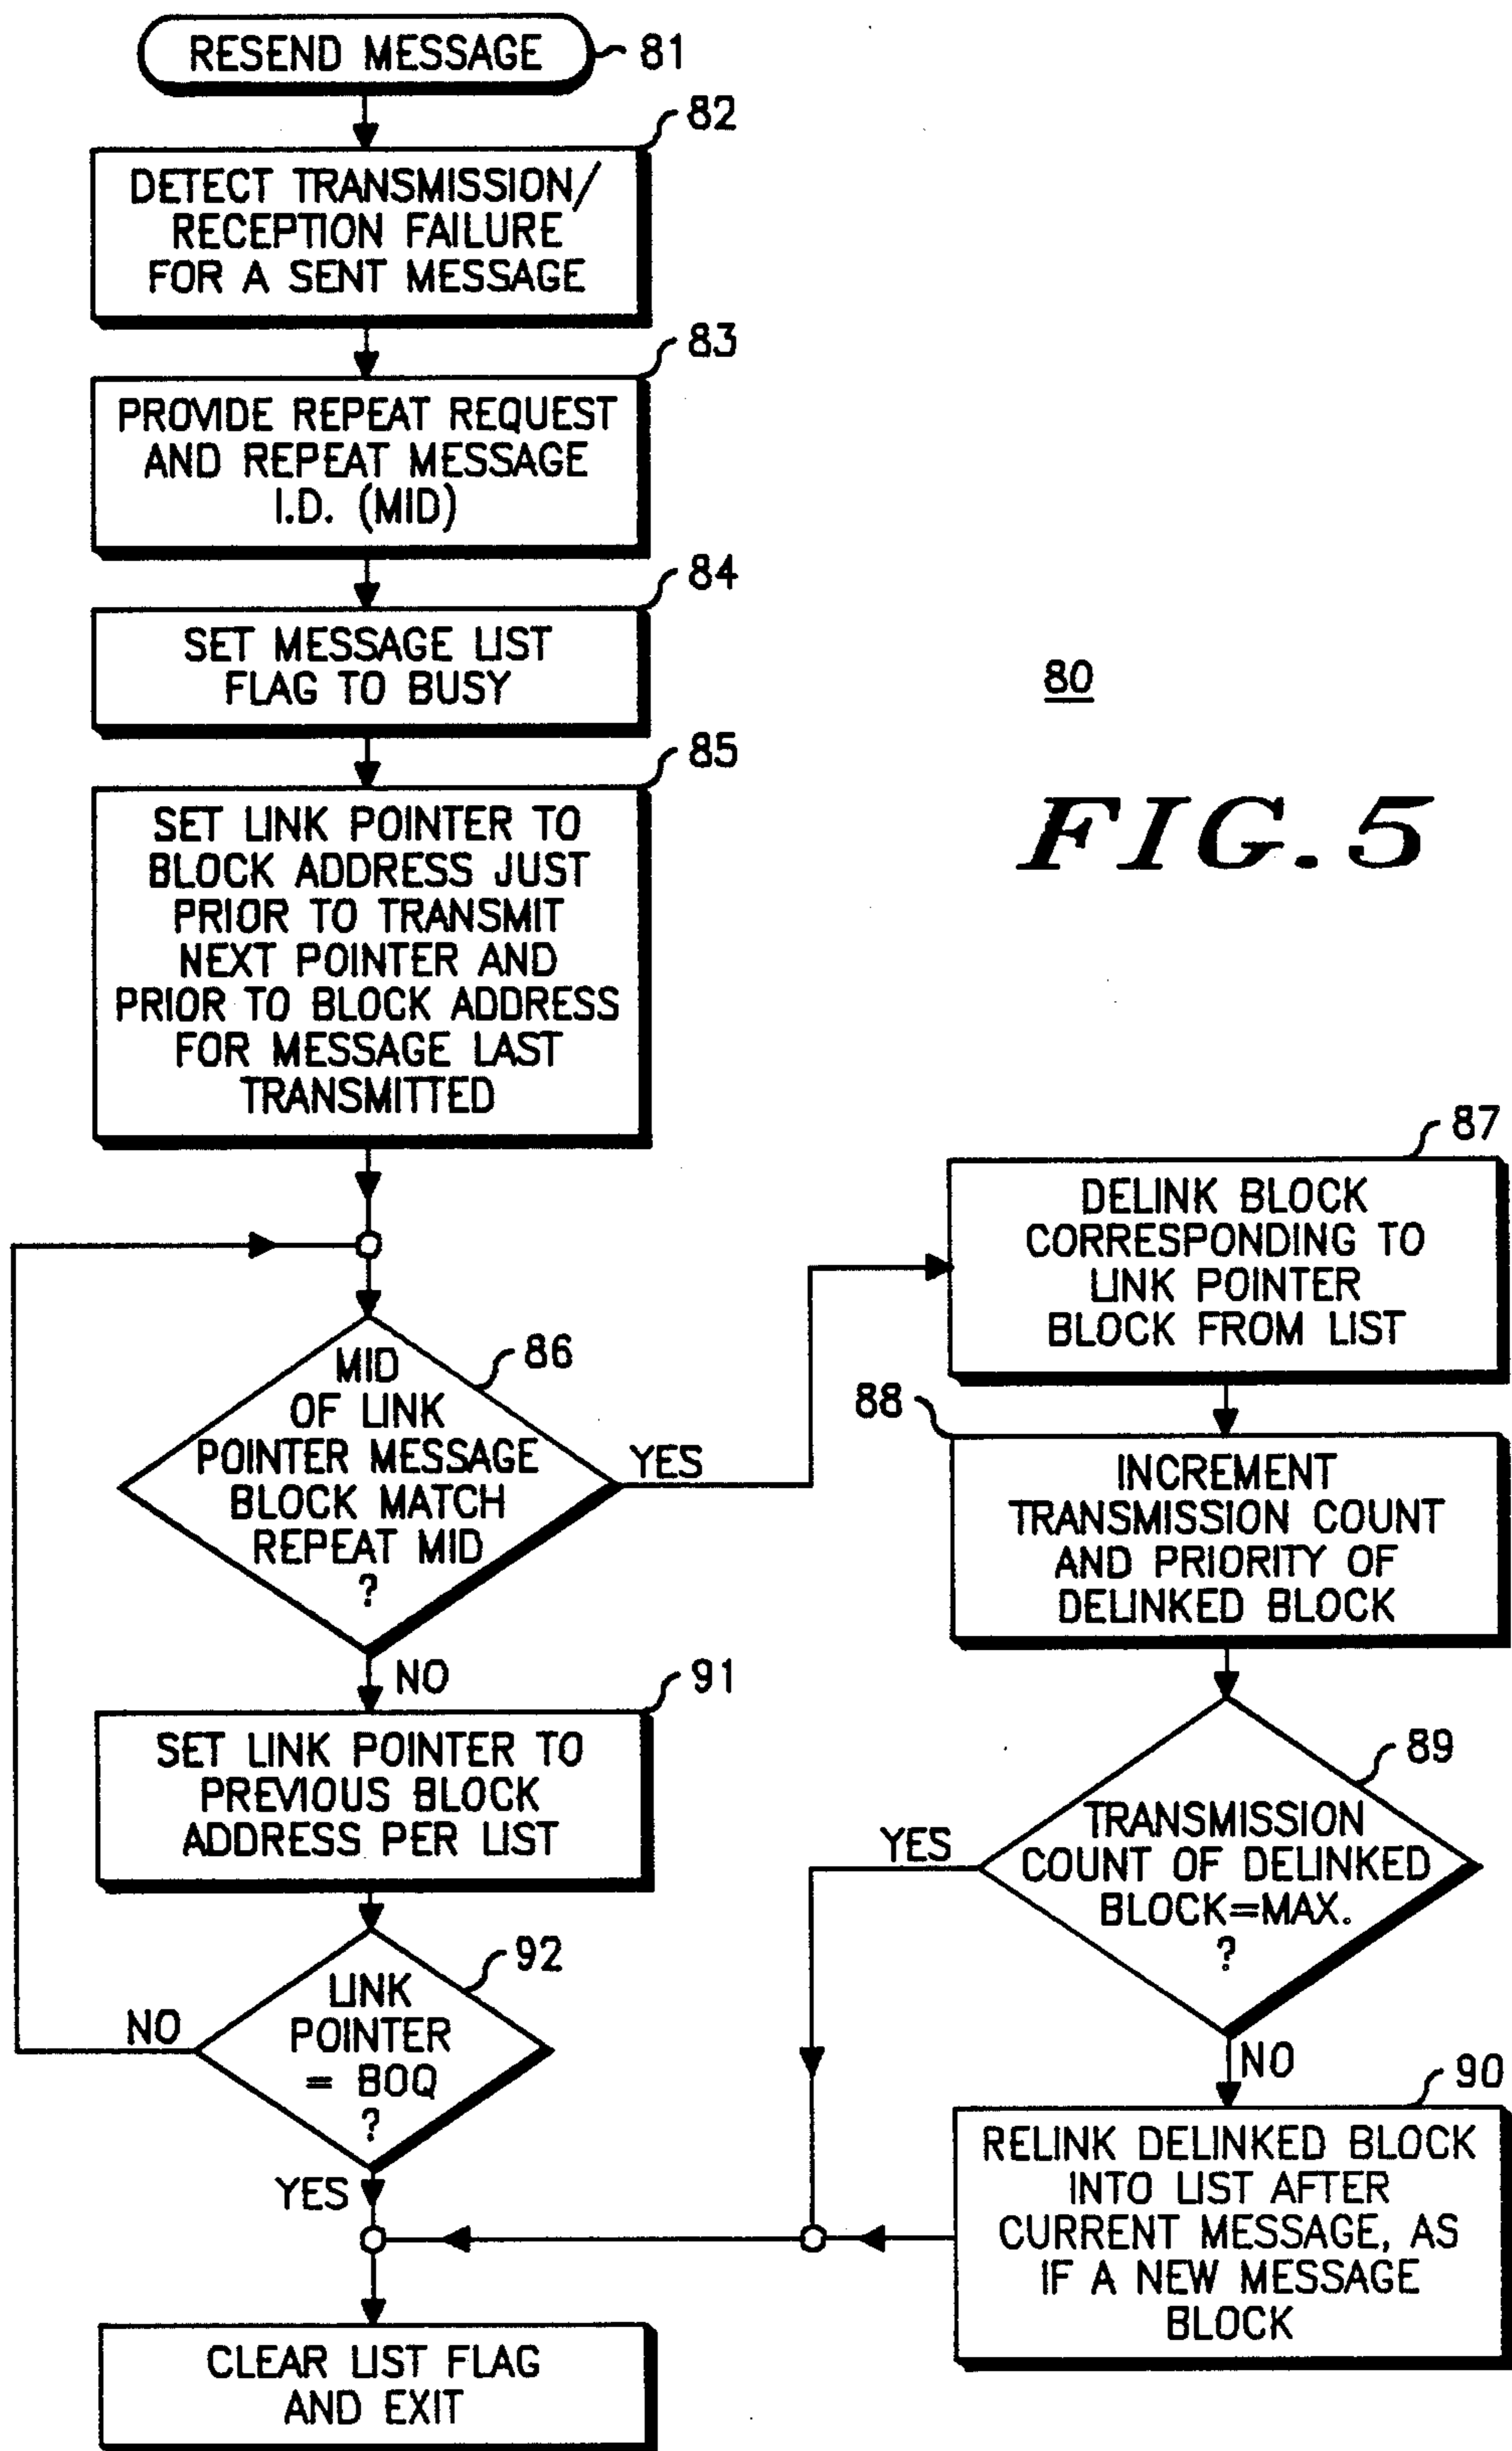 RESEND MESSAGE
81
82
DETECT TRANSMISSION/
RECEPTION FAILURE
FOR A SENT MESSAGE
83
PROVIDE REPEAT REQUEST
AND REPEAT MESSAGE
I.D. (MID)
84
SET MESSAGE LIST
FLAG TO BUSY
80
FIG.5
85
SET LINK POINTER TO
BLOCK ADDRESS JUST
PRIOR TO TRANSMIT
NEXT POINTER AND
PRIOR TO BLOCK ADDRESS
FOR MESSAGE LAST
TRANSMITTED
86
MID
OF LINK
POINTER MESSAGE
BLOCK MATCH
REPEAT MID
?
YES
NO
87
DELINK BLOCK
CORRESPONDING TO
LINK POINTER
BLOCK FROM LIST
88
INCREMENT
TRANSMISSION COUNT
AND PRIORITY OF
DELINKED BLOCK
89
TRANSMISSION
COUNT OF DELINKED
BLOCK=MAX.
?
YES
NO
90
RELINK DELINKED BLOCK
INTO LIST AFTER
CURRENT MESSAGE, AS
IF A NEW MESSAGE
BLOCK
91
SET LINK POINTER TO
PREVIOUS BLOCK
ADDRESS PER LIST
92
LINK
POINTER
= BOQ
?
NO
YES
CLEAR LIST FLAG
AND EXIT